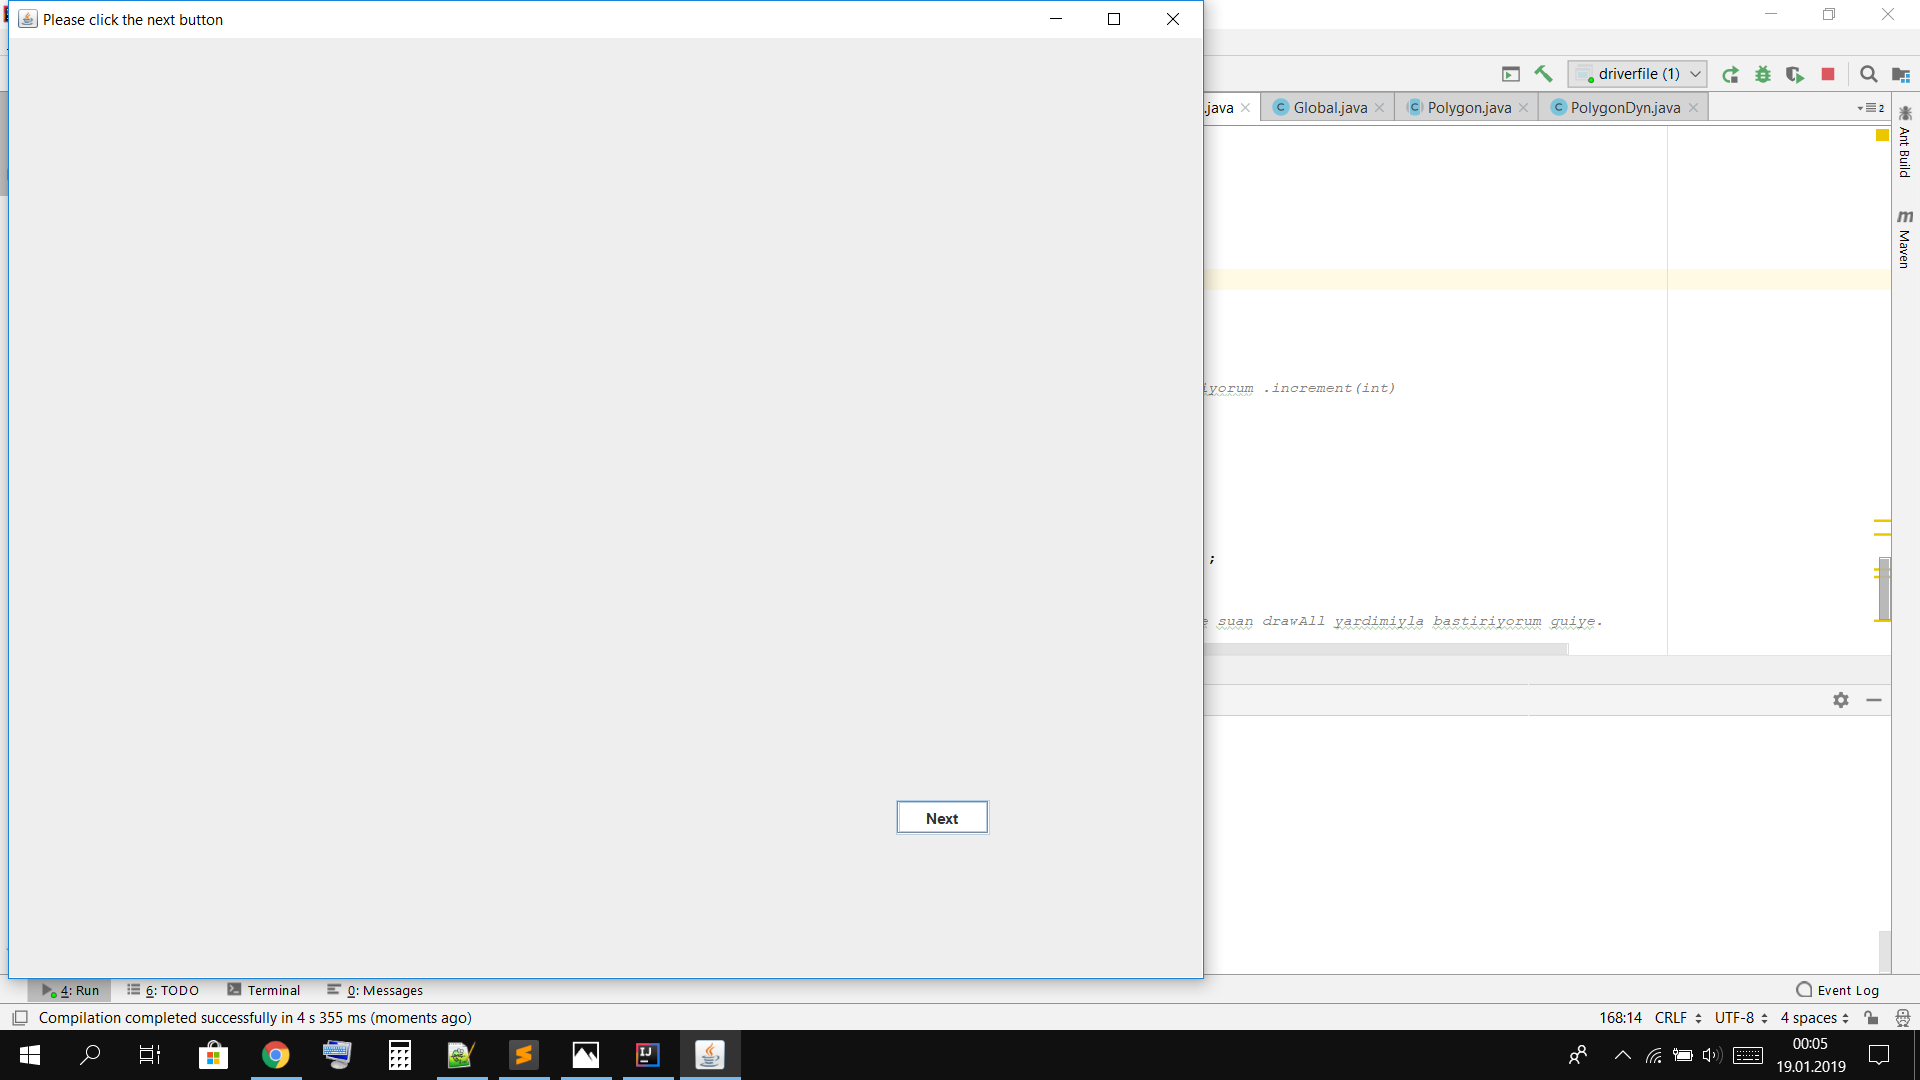 Please click the next button
driverfile (1)
.java
Global.java
Polygon.java
PolygonDyn.java
2
Ant Build
m Maven
iyorum .increment(int)
;
e suan drawAll yardimiyla bastiriyorum guiye.
Next
4: Run
6: TODO
Terminal
0: Messages
Event Log
Compilation completed successfully in 4 s 355 ms (moments ago)
168:14
CRLF
UTF-8
4 spaces
00:05
19.01.2019